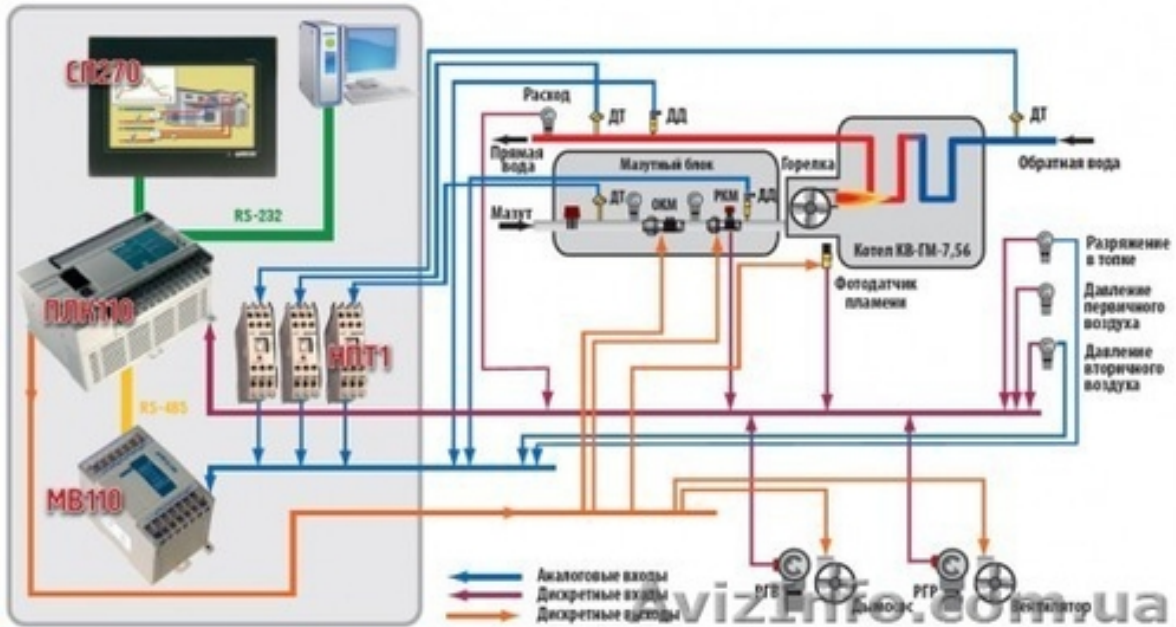 СП270
RS-232
ПЛК110
НПТ1
RS-485
МВ110
Расход
ДТ
ДД
ДТ
Прямая
вода
Обратная вода
Мазутный блок
Горелка
Мазут
ДТ
ОКМ
РКМ
ДД
Котел КВ-ГМ-7,56
Фотодатчик
пламени
Разряжение
в топке
Давление
первичного
воздуха
Давление
вторичного
воздуха
Аналоговые входы
Дискретные входы
Дискретные выходы
РГВ
Дымосос
РГР
Вентилятор
AvizInfo.com.ua